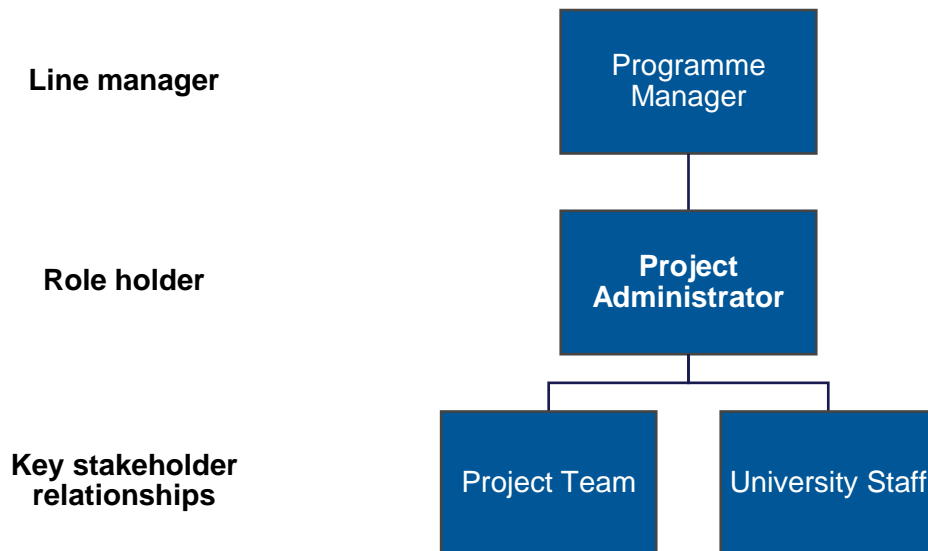 Line manager
Programme
Manager
Role holder
Project
Administrator
Key stakeholder
relationships
Project Team
University Staff